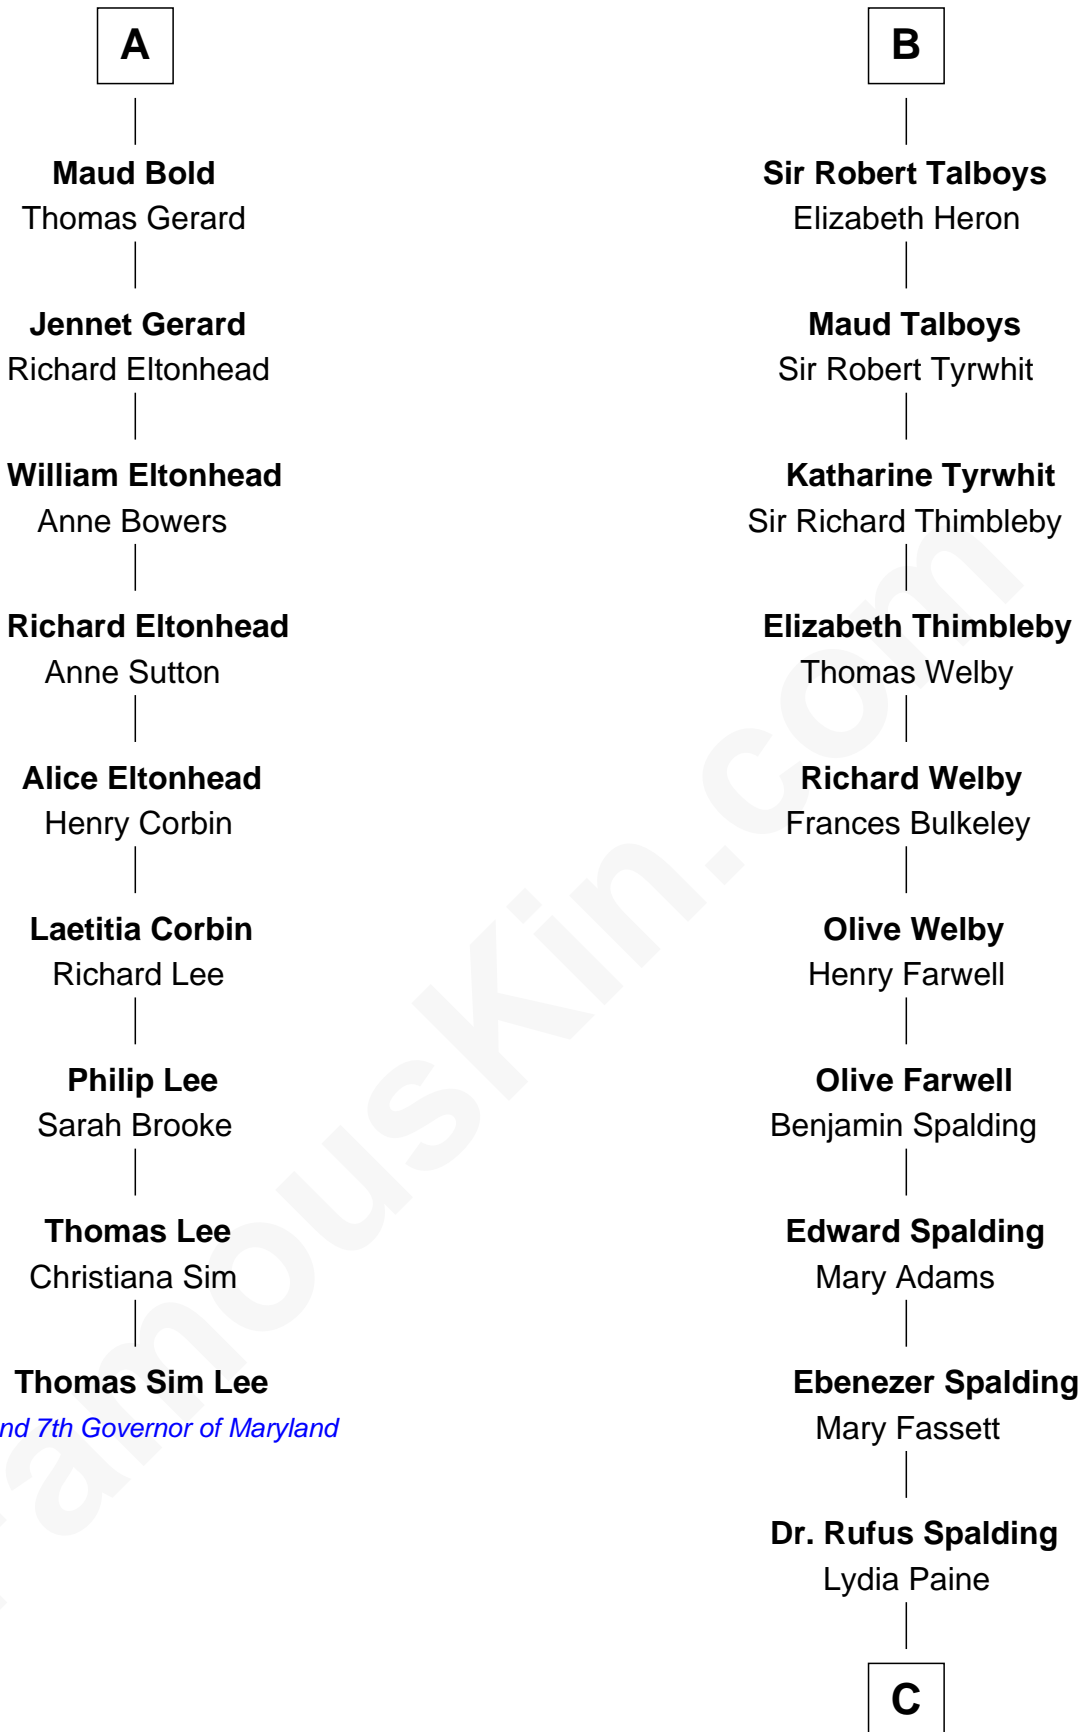 A
Maud Bold
Thomas Gerard
Jennet Gerard
Richard Eltonhead
William Eltonhead
Anne Bowers
Richard Eltonhead
Anne Sutton
Alice Eltonhead
Henry Corbin
Laetitia Corbin
Richard Lee
Philip Lee
Sarah Brooke
Thomas Lee
Christiana Sim
Thomas Sim Lee
nd 7th Governor of Maryland
B
Sir Robert Talboys
Elizabeth Heron
Maud Talboys
Sir Robert Tyrwhit
Katharine Tyrwhit
Sir Richard Thimbleby
Elizabeth Thimbleby
Thomas Welby
Richard Welby
Frances Bulkeley
Olive Welby
Henry Farwell
Olive Farwell
Benjamin Spalding
Edward Spalding
Mary Adams
Ebenezer Spalding
Mary Fassett
Dr. Rufus Spalding
Lydia Paine
C
FamousKin.com